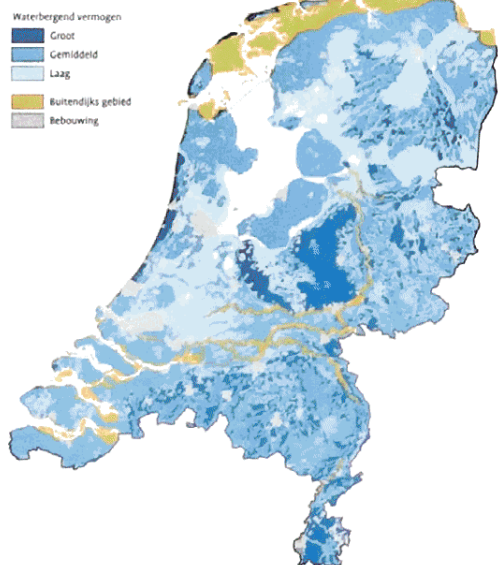 Waterbergend vermogen
Groot
Gemiddeld
Laag
Buitendijks gebied
Bebouwing